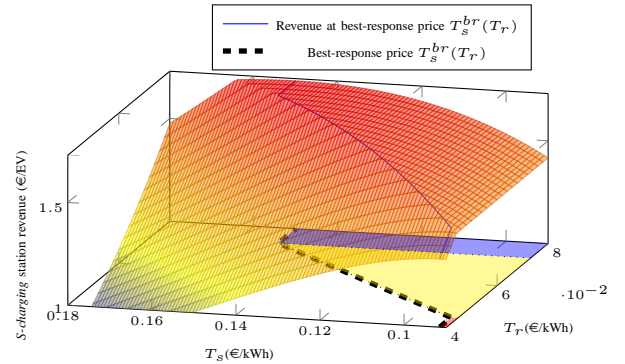 Revenue at best-response price T_s^{br}(T_r)
Best-response price T_s^{br}(T_r)
S-charging station revenue (€/EV)
1.5
1
0.18
0.16
0.14
0.12
0.1
T_s(€/kWh)
4
6
8
·10⁻²
T_r(€/kWh)